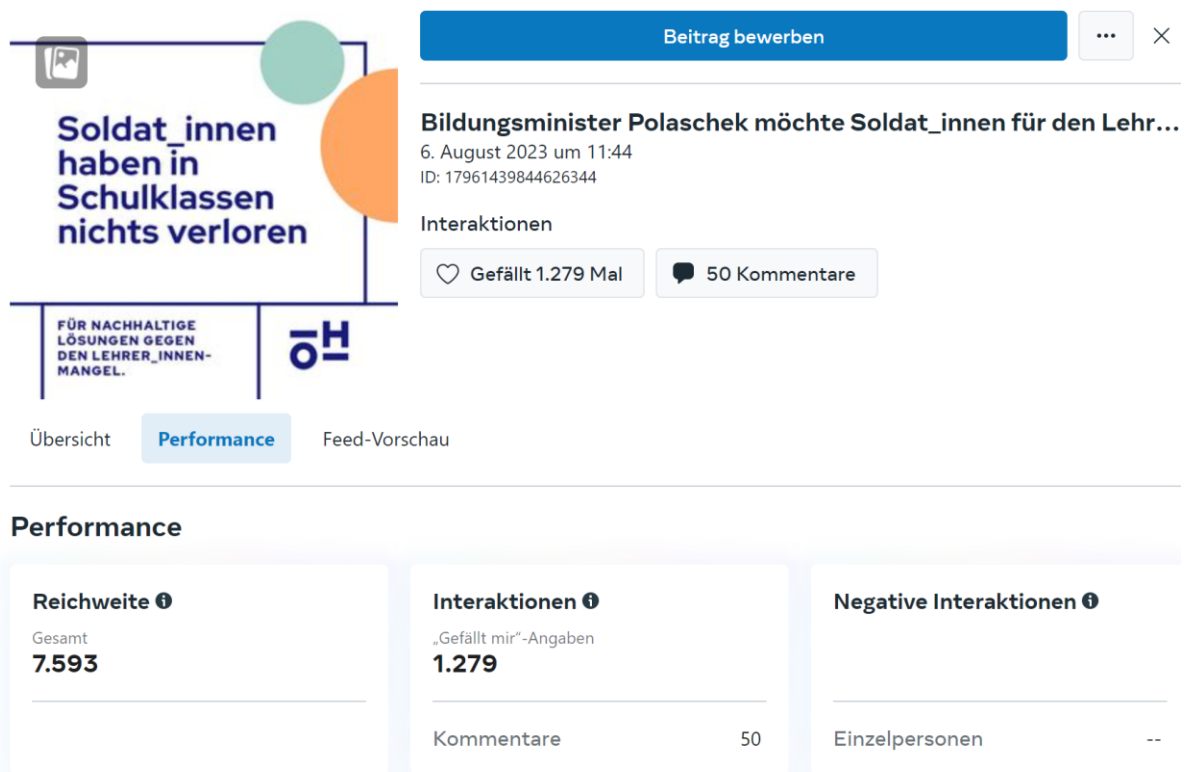 Soldat_innen
haben in
Schulklassen
nichts verloren
FÜR NACHHALTIGE
LÖSUNGEN GEGEN
DEN LEHRER_INNEN-
MANGEL.
ōH
Beitrag bewerben
Bildungsminister Polaschek möchte Soldat_innen für den Lehr...
6. August 2023 um 11:44
ID: 17961439844626344
Interaktionen
Gefällt 1.279 Mal
50 Kommentare
Übersicht
Performance
Feed-Vorschau
Performance
Reichweite
Gesamt
7.593
Interaktionen
„Gefällt mir“-Angaben
1.279
Kommentare 50
Negative Interaktionen
Einzelpersonen --